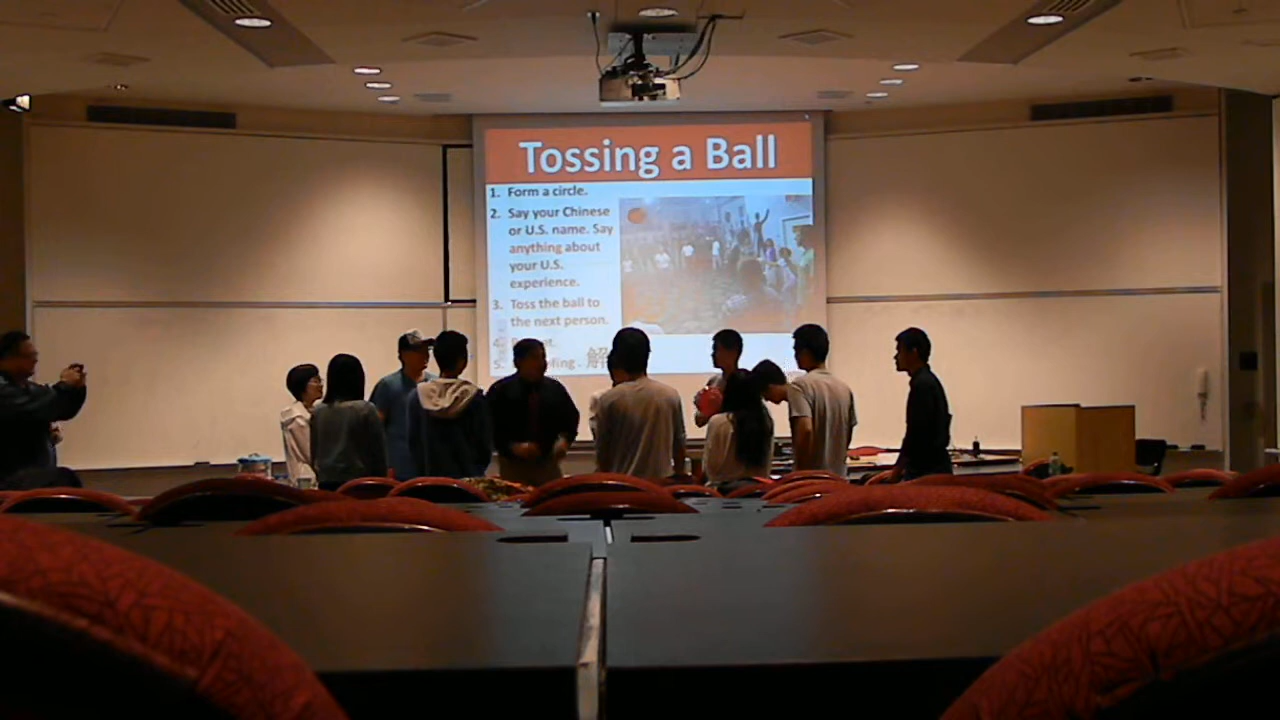 Tossing a Ball
1. Form a circle.
2. Say your Chinese
or U.S. name. Say
anything about
your U.S.
experience.
3. Toss the ball to
the next person.
4.
5. 解